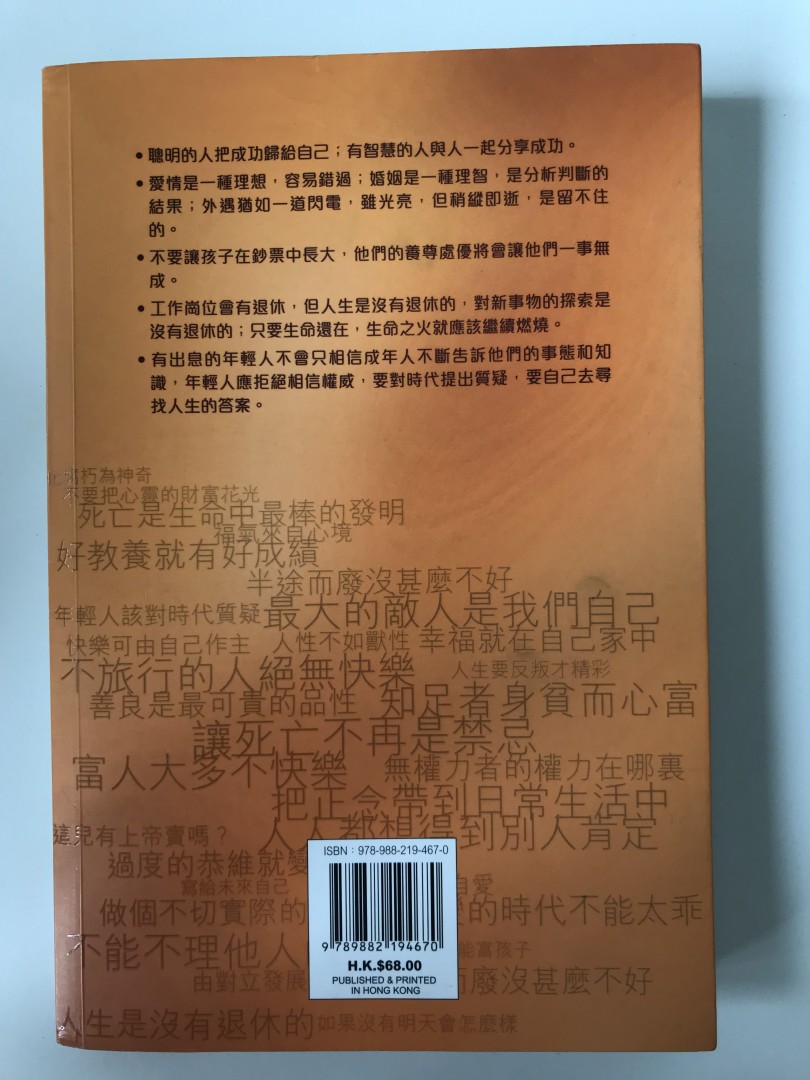 • 聰明的人把成功歸給自己；有智慧的人與人一起分享成功。
• 愛情是一種理想，容易錯過；婚姻是一種理智，是分析判斷的
結果；外遇猶如一道閃電，雖光亮，但稍縱即逝，是留不住
的。
• 不要讓孩子在鈔票中長大，他們的養尊處優將會讓他們一事無
成。
• 工作崗位會有退休，但人生是沒有退休的，對新事物的探索是
沒有退休的；只要生命還在，生命之火就應該繼續燃燒。
• 有出息的年輕人不會只相信成年人不斷告訴他們的事態和知
識，年輕人應拒絕相信權威，要對時代提出質疑，要自己去尋
找人生的答案。
腐朽為神奇
不要把心靈的財富花光
死亡是生命中最棒的發明
福氣來自心境
好教養就有好成績
半途而廢沒甚麼不好
年輕人該對時代質疑 最大的敵人是我們自己
快樂可由自己作主 人性不如獸性 幸福就在自己家中
不旅行的人絕無快樂 人生要反叛才精彩
善良是最可貴的品性 知足者身貧而心富
讓死亡不再是禁忌
富人大多不快樂 無權力者的權力在哪裏
把正念帶到日常生活中
這兒有上帝賣嗎？ 人人都想得到別人肯定
過度的恭維就變
寫給未來自己 自愛
做個不切實際的 的時代不能太乖
不能不理他人 能富孩子
由對立發展 而廢沒甚麼不好
人生是沒有退休的 如果沒有明天會怎麼樣
ISBN：978-988-219-467-0
9 789882 194670
H.K.$68.00
PUBLISHED & PRINTED
IN HONG KONG